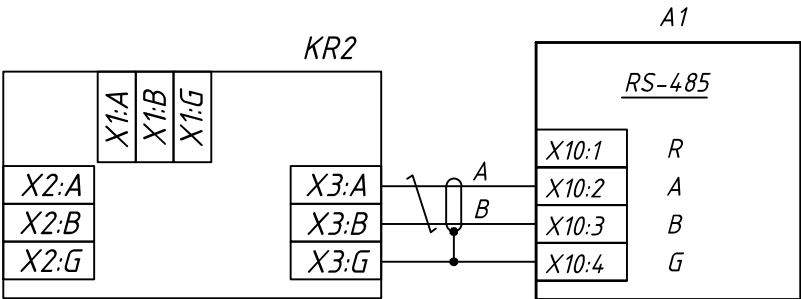 A1
KR2
RS-485
X1:A
X1:B
X1:G
X10:1 R
X2:A
X3:A
A
X10:2 A
X2:B
X3:B
B
X10:3 B
X2:G
X3:G
X10:4 G